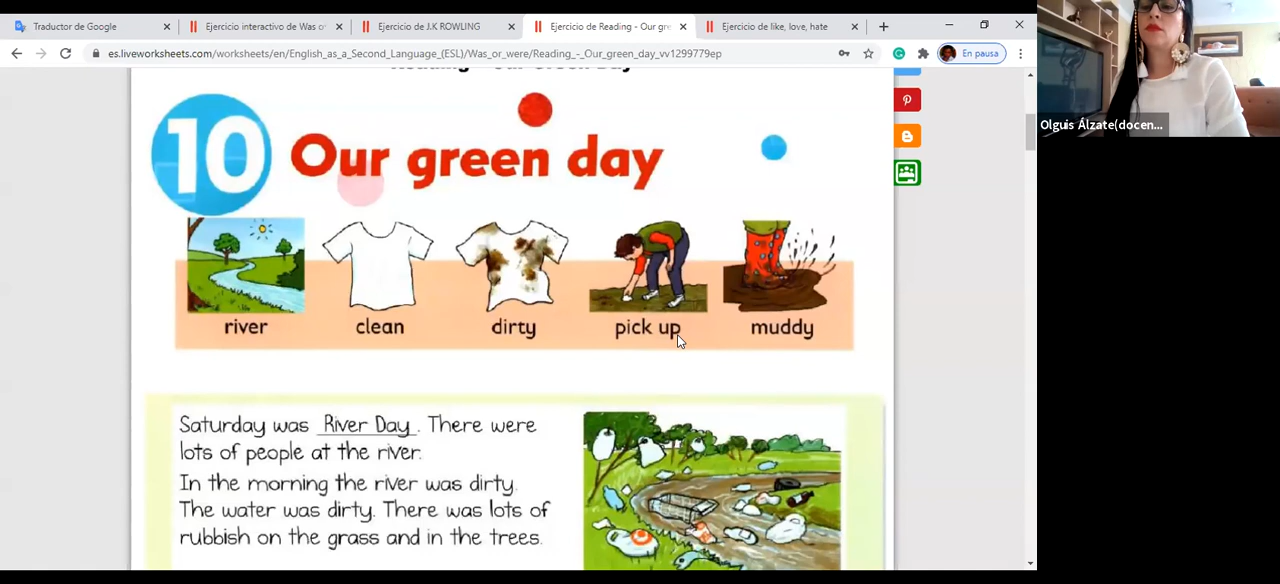 Traductor de Google
Ejercicio interactivo de Was o
Ejercicio de J.K ROWLING
Ejercicio de Reading - Our gre
Ejercicio de like, love, hate
es.liveworksheets.com/worksheets/en/English_as_a_Second_Language_(ESL)/Was_or_were/Reading_-_Our_green_day_vv1299779ep
En pausa
Olguis Álzate(docen...
Reading - Our Green Day
10 Our green day
river clean dirty pick up muddy
Saturday was River Day. There were
lots of people at the river.
In the morning the river was dirty.
The water was dirty. There was lots of
rubbish on the grass and in the trees.